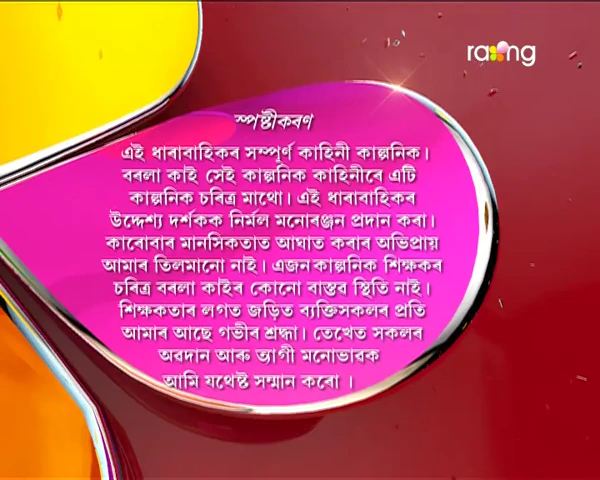 rang
স্পষ্টীকৰণ
এই ধাৰাবাহিকৰ সম্পূৰ্ণ কাহিনী কাল্পনিক।
বৰলা কাই সেই কাল্পনিক কাহিনীৰে এটি
কাল্পনিক চৰিত্ৰ মাথো। এই ধাৰাবাহিকৰ
উদ্দেশ্য দৰ্শকক নিৰ্মল মনোৰঞ্জন প্ৰদান কৰা।
কাৰোবাৰ মানসিকতাত আঘাত কৰাৰ অভিপ্ৰায়
আমাৰ তিলমানো নাই। এজন কাল্পনিক শিক্ষকৰ
চৰিত্ৰ বৰলা কাইৰ কোনো বাস্তৱ স্থিতি নাই।
শিক্ষকতাৰ লগত জড়িত ব্যক্তিসকলৰ প্ৰতি
আমাৰ আছে গভীৰ শ্ৰদ্ধা। তেখেত সকলৰ
অৱদান আৰু ত্যাগী মনোভাৱক
আমি যথেষ্ট সন্মান কৰো ।